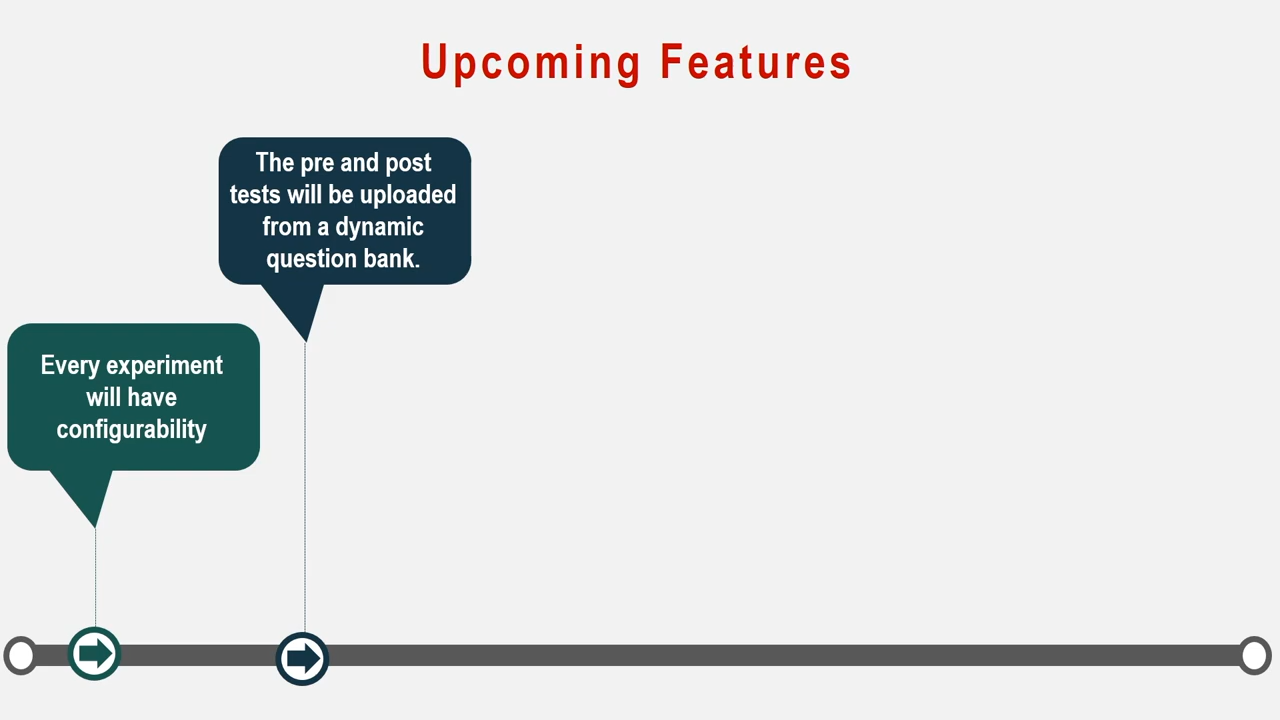 Upcoming Features
The pre and post
tests will be uploaded
from a dynamic
question bank.
Every experiment
will have
configurability